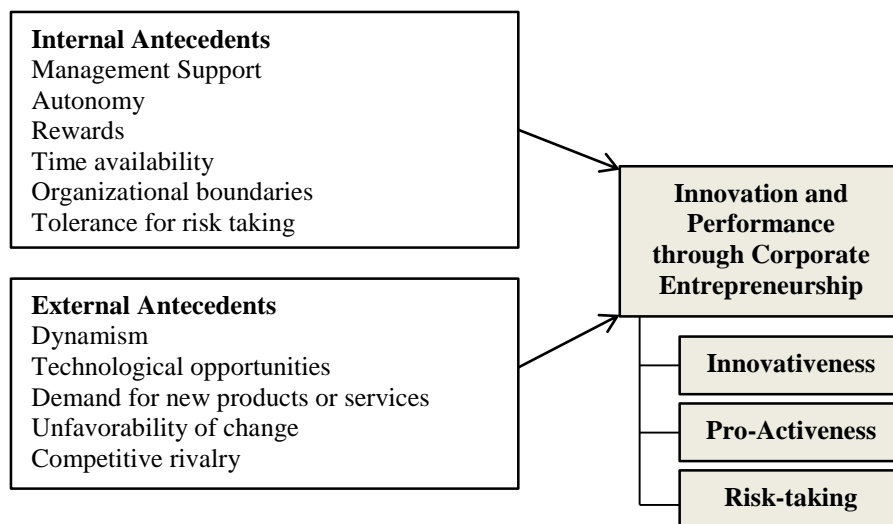 Internal Antecedents
Management Support
Autonomy
Rewards
Time availability
Organizational boundaries
Tolerance for risk taking
External Antecedents
Dynamism
Technological opportunities
Demand for new products or services
Unfavorability of change
Competitive rivalry
Innovation and
Performance
through Corporate
Entrepreneurship
Innovativeness
Pro-Activeness
Risk-taking